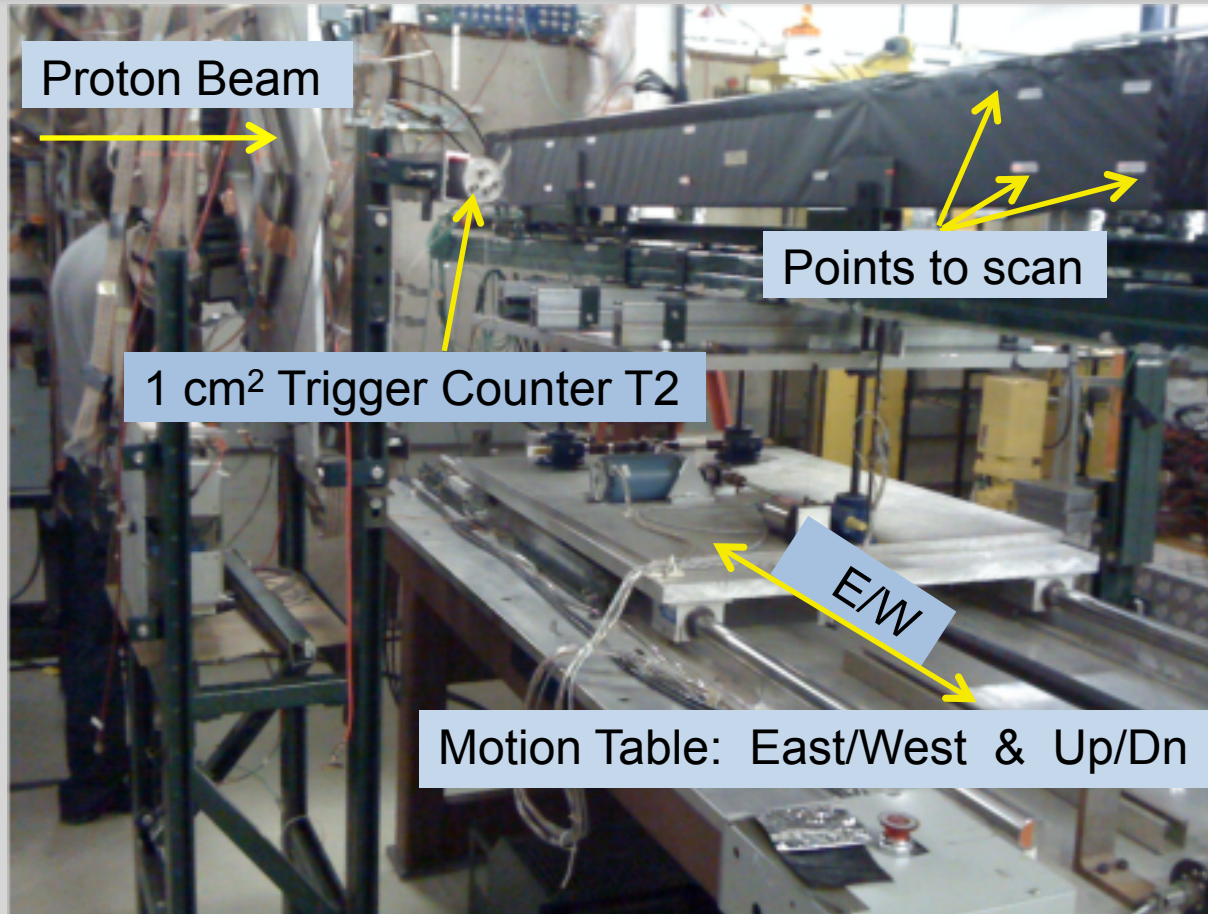 Proton Beam
Points to scan
1 cm² Trigger Counter T2
E/W
Motion Table: East/West & Up/Dn